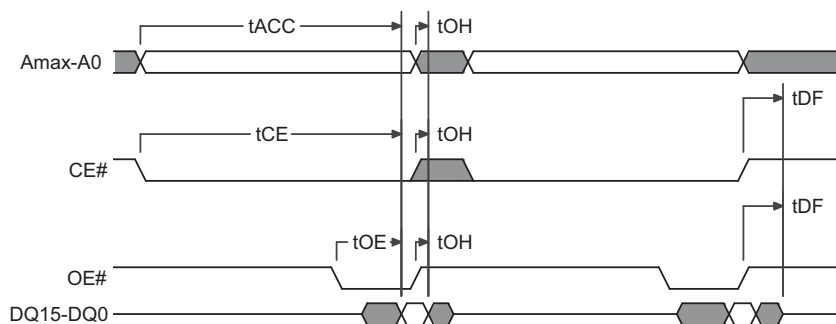 tACC tOH
Amax-A0
tDF
tCE tOH
CE#
tDF
tOE tOH
OE#
DQ15-DQ0